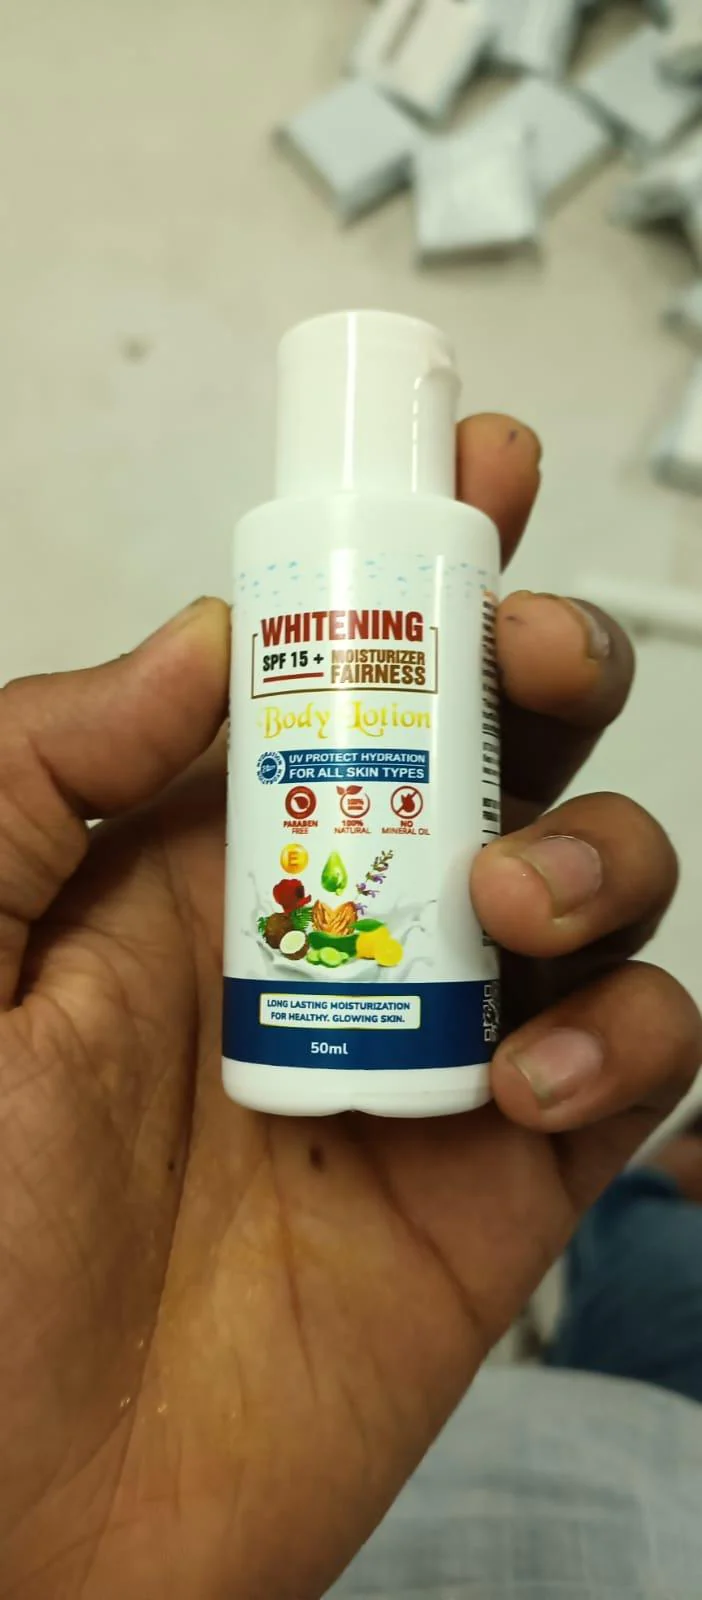 WHITENING
SPF 15 + MOISTURIZER
FAIRNESS
Body Lotion
UV PROTECT HYDRATION
FOR ALL SKIN TYPES
PARABEN FREE
100% NATURAL
NO MINERAL OIL
E
LONG LASTING MOISTURIZATION
FOR HEALTHY. GLOWING SKIN.
50ml